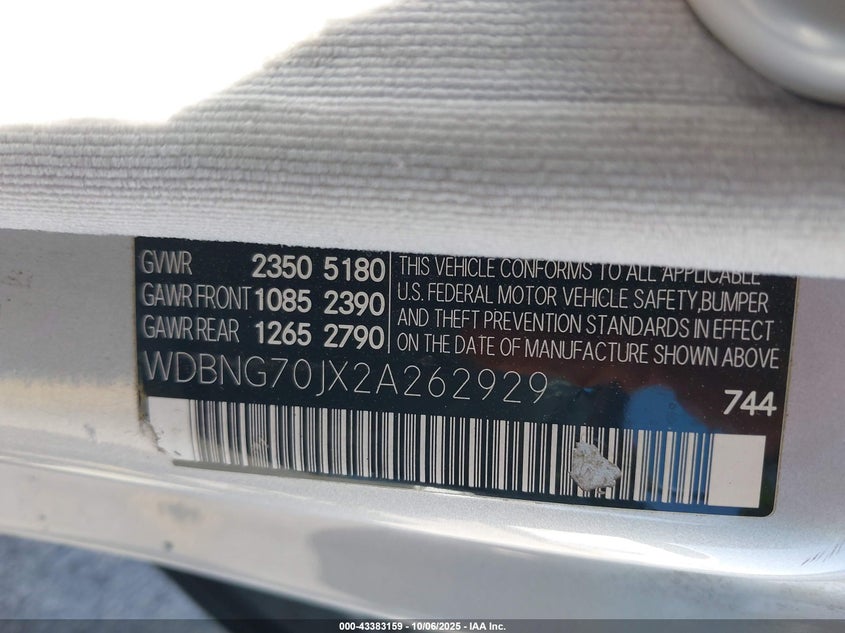 GVWR 2350 5180
GAWR FRONT 1085 2390
GAWR REAR 1265 2790
THIS VEHICLE CONFORMS TO ALL APPLICABLE
U.S. FEDERAL MOTOR VEHICLE SAFETY,BUMPER
AND THEFT PREVENTION STANDARDS IN EFFECT
ON THE DATE OF MANUFACTURE SHOWN ABOVE
WDBNG70JX2A262929
744
000-43383159 - 10/06/2025 - IAA Inc.